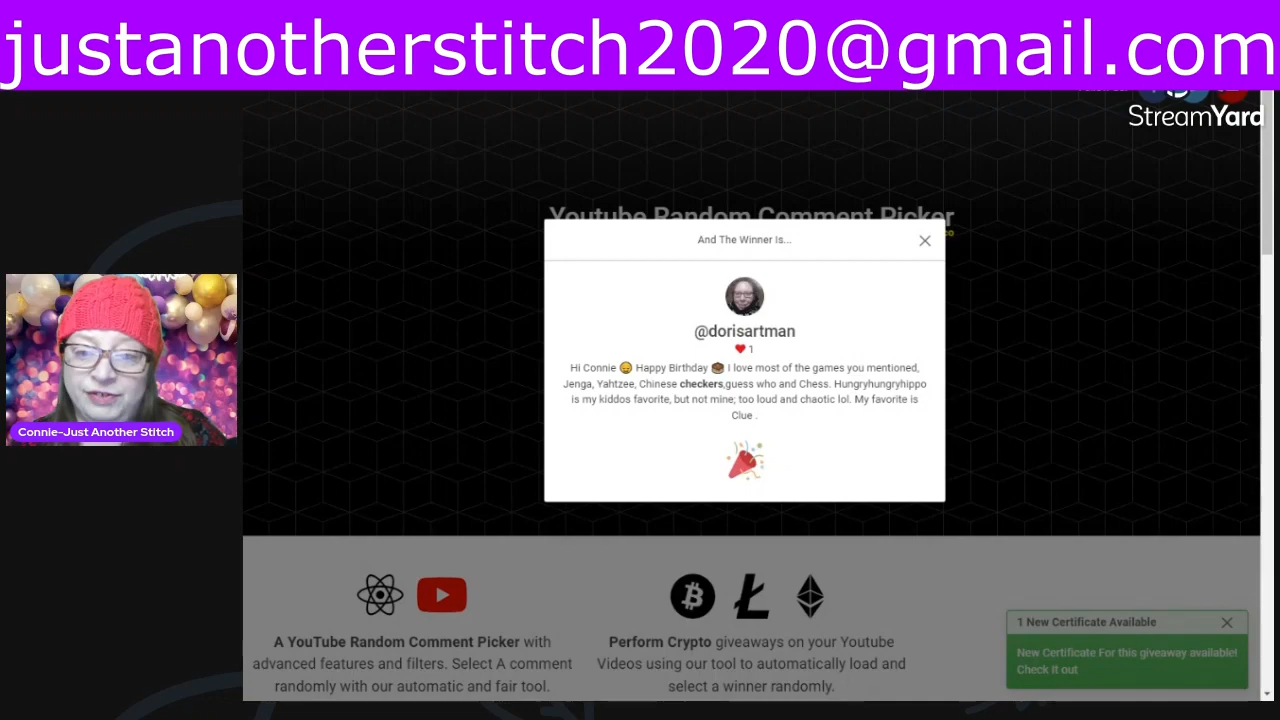 justanotherstitch2020@gmail.com
StreamYard
Youtube Random Comment Picker
And The Winner Is...
@dorisartman
1
Hi Connie 😄 Happy Birthday 🎂 I love most of the games you mentioned,
Jenga, Yahtzee, Chinese checkers,guess who and Chess. Hungryhungryhippo
is my kiddos favorite, but not mine; too loud and chaotic lol. My favorite is
Clue .
Connie-Just Another Stitch
A YouTube Random Comment Picker with
advanced features and filters. Select A comment
randomly with our automatic and fair tool.
Perform Crypto giveaways on your Youtube
Videos using our tool to automatically load and
select a winner randomly.
1 New Certificate Available
New Certificate For this giveaway available!
Check it out